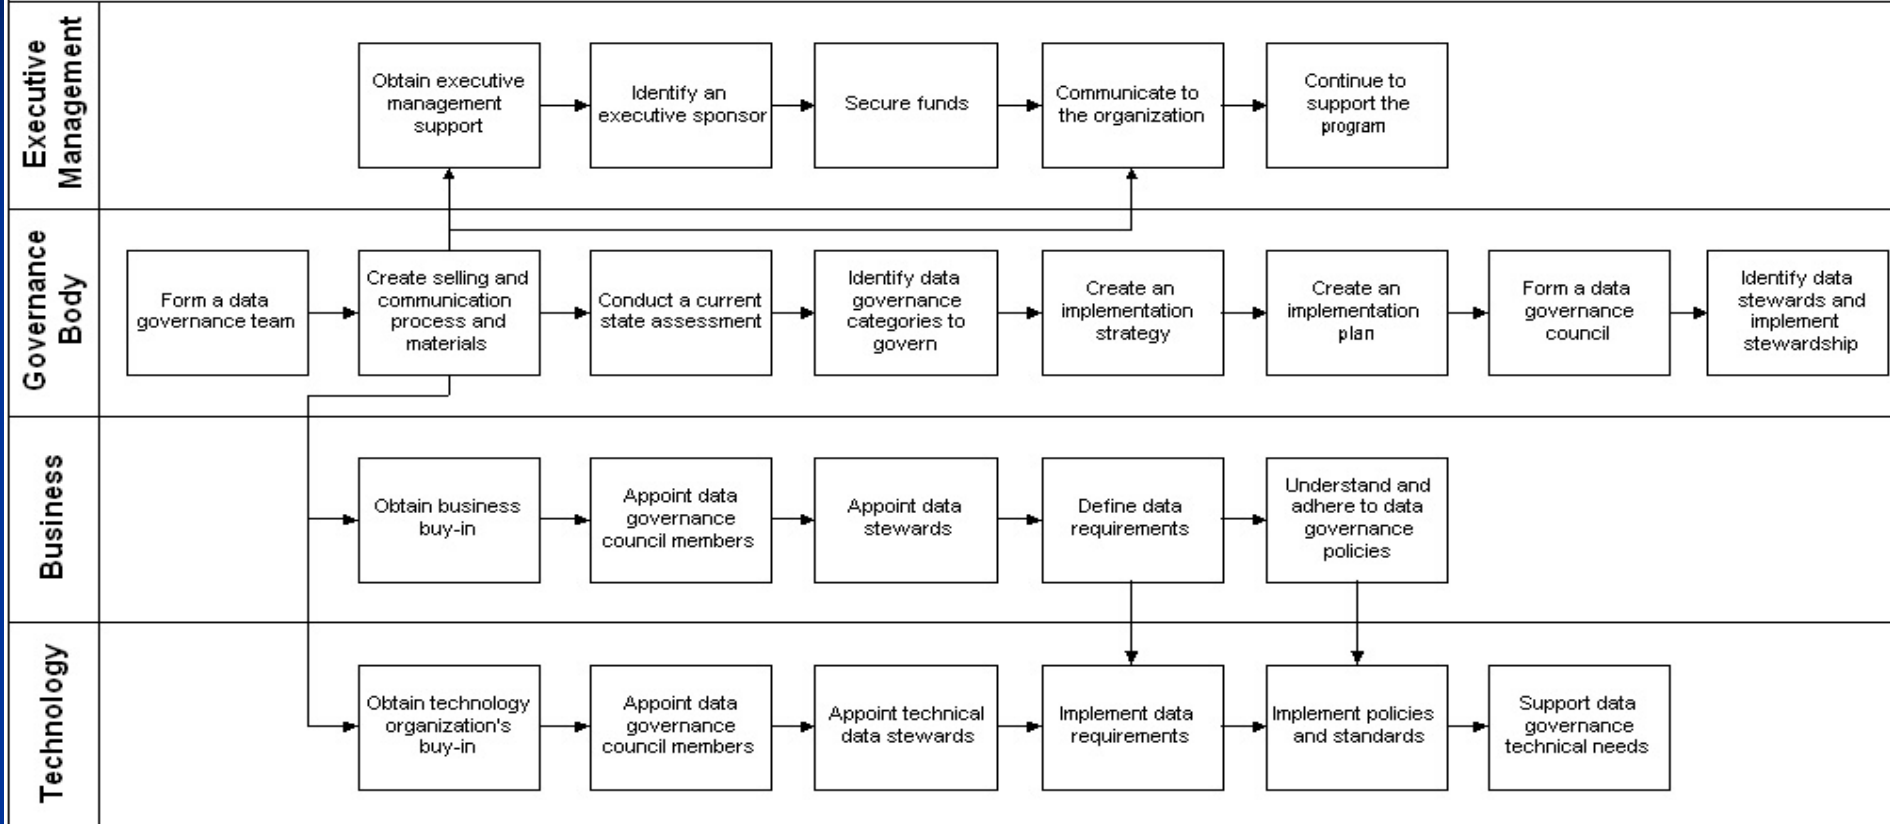 Executive
Management
Obtain executive
management
support
Identify an
executive sponsor
Secure funds
Communicate to
the organization
Continue to
support the
program
Governance
Body
Form a data
governance team
Create selling and
communication
process and
materials
Conduct a current
state assessment
Identify data
governance
categories to
govern
Create an
implementation
strategy
Create an
implementation
plan
Form a data
governance
council
Identify data
stewards and
implement
stewardship
Business
Obtain business
buy-in
Appoint data
governance
council members
Appoint data
stewards
Define data
requirements
Understand and
adhere to data
governance
policies
Technology
Obtain technology
organization's
buy-in
Appoint data
governance
council members
Appoint technical
data stewards
Implement data
requirements
Implement policies
and standards
Support data
governance
technical needs